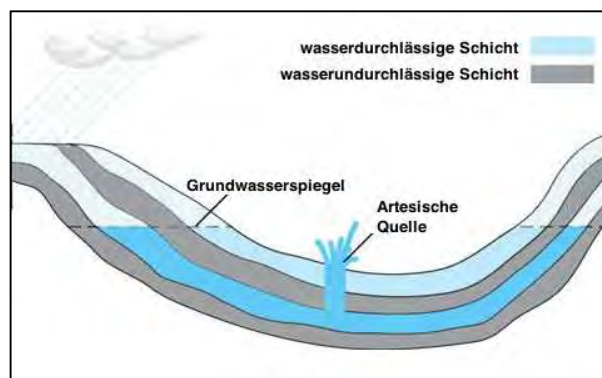 wasserdurchlässige Schicht
wasserundurchlässige Schicht
Grundwasserspiegel
Artesische
Quelle